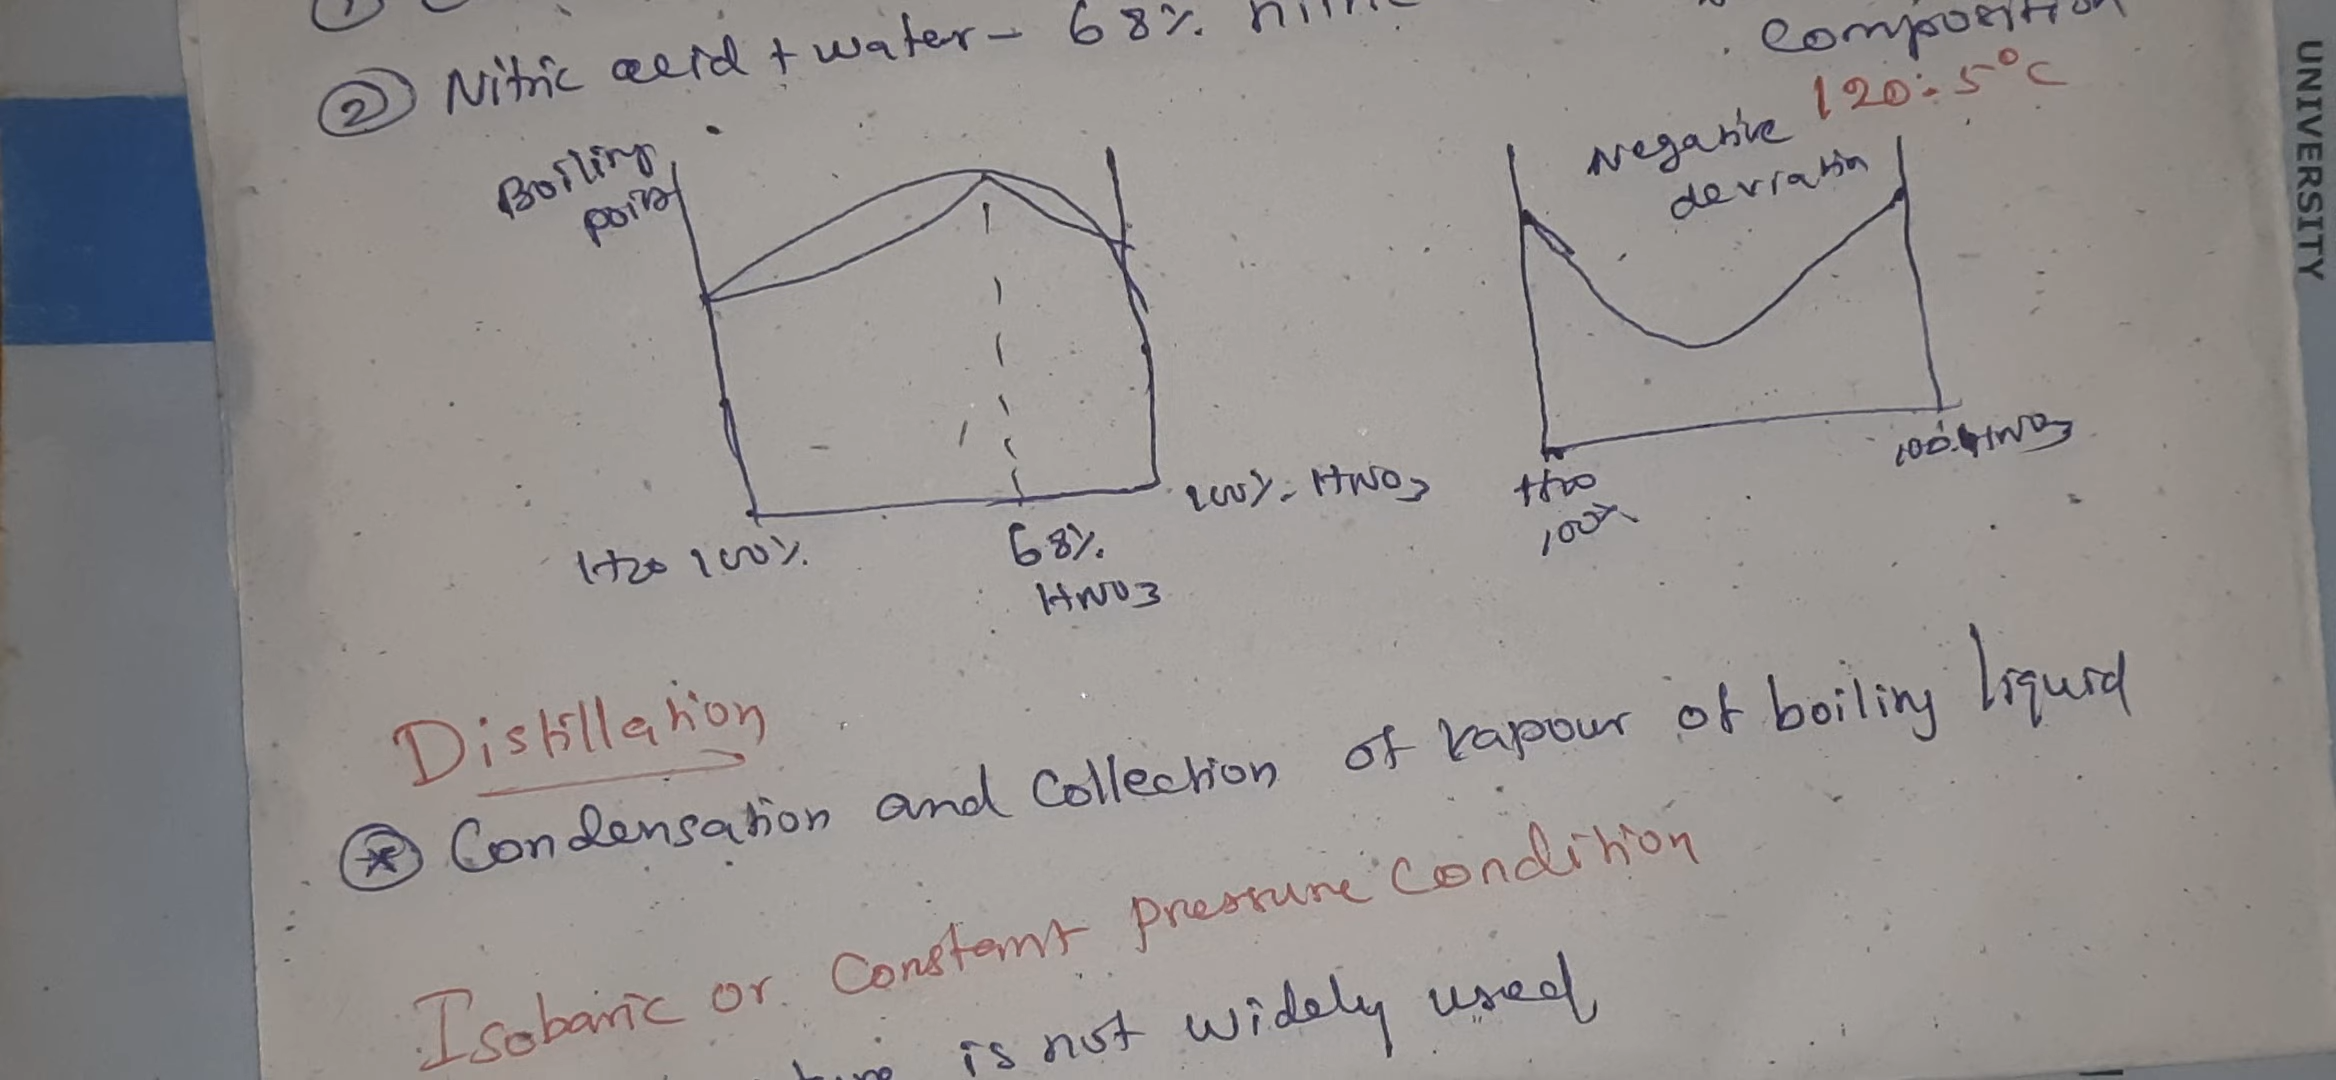 ② Nitric acid + water - 68%
composition
120.5°C
Boiling
point
Negative
deviation
H2O 100%
68%
HNO3
100% HNO3
H2O
100%
100% HNO3
Distillation
Condensation and Collection of vapour of boiling liquid
Isobaric or Constant pressure Condition
is not widely used
UNIVERSITY